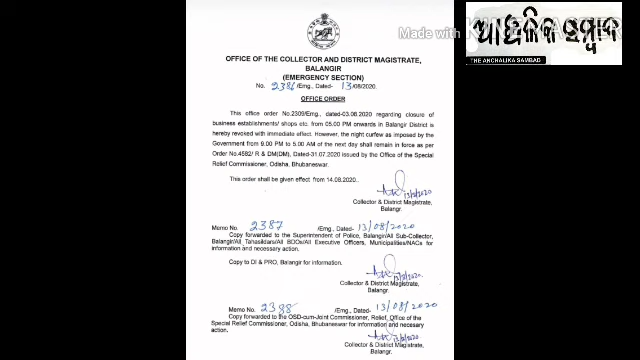 Made with KINEMASTER
ଆଞ୍ଚଳିକ ସମ୍ବାଦ
THE ANCHALIKA SAMBAD
OFFICE OF THE COLLECTOR AND DISTRICT MAGISTRATE,
BALANGIR
(EMERGENCY SECTION)
No. 2386/Emg, Dated- 13/08/2020.
OFFICE ORDER
This office order No.2309/Emg, dated-03.08.2020 regarding closure of
business establishments/ shops etc. from 05.00 PM onwards in Balangir District is
hereby revoked with immediate effect. However, the night curfew as imposed by the
Government from 9.00 PM to 5.00 AM of the next day shall remain in force as per
Order No.4582/ R & DM(DM), Dated-31.07.2020 issued by the Office of the Special
Relief Commissioner, Odisha, Bhubaneswar.
This order shall be given effect from 14.08.2020.
13/8/2020
Collector & District Magistrate,
Balangir.
Memo No. 2387 /Emg, Dated- 13/08/2020
Copy forwarded to the Superintendent of Police, Balangir/All Sub-Collector,
Balangir/All Tahasildars/All BDOs/All Executive Officers, Municipalities/NACs for
information and necessary action.
Copy to DI & PRO, Balangir for information.
13/8/2020.
Collector & District Magistrate,
Balangir.
Memo No. 2388 /Emg, Dated- 13/08/2020
Copy forwarded to the OSD-cum-Joint Commissioner, Relief, Office of
the Special Relief Commissioner, Odisha, Bhubaneswar for information and necessary
action.
13/8/2020
Collector & District Magistrate,
Balangir.